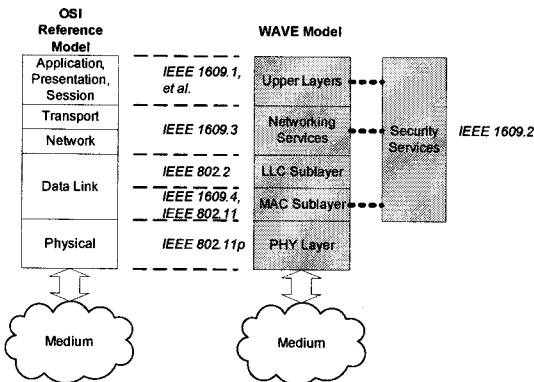 OSI
Reference
Model
Application,
Presentation,
Session
Transport
Network
Data Link
Physical
Medium
IEEE 1609.1,
et al.
IEEE 1609.3
IEEE 802.2
IEEE 1609.4,
IEEE 802.11
IEEE 802.11p
WAVE Model
Upper Layers
Networking
Services
LLC Sublayer
MAC Sublayer
PHY Layer
Medium
Security
Services
IEEE 1609.2